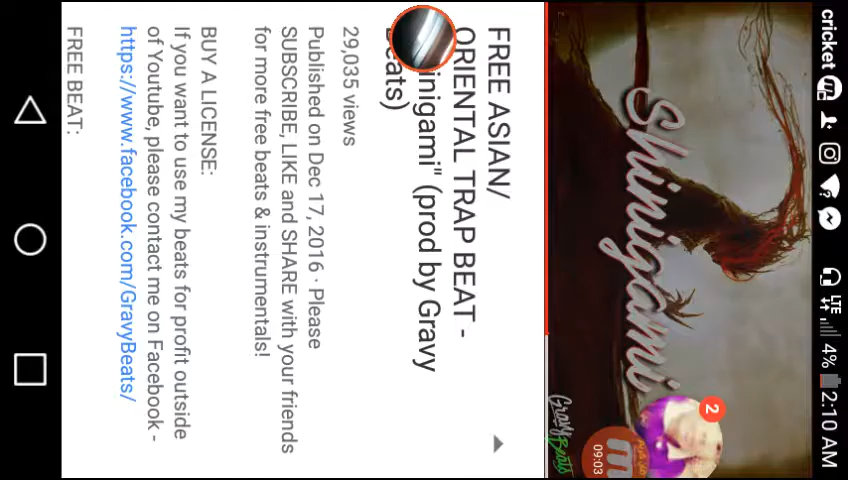 cricket LTE 4% 2:10 AM
Shinigami
Gravy Beats
2
09:03
FREE ASIAN/
ORIENTAL TRAP BEAT -
inigami" (prod by Gravy
Beats)
29,035 views
Published on Dec 17, 2016 · Please
SUBSCRIBE, LIKE and SHARE with your friends
for more free beats & instrumentals!
BUY A LICENSE:
If you want to use my beats for profit outside
of Youtube, please contact me on Facebook -
https://www.facebook.com/GravyBeats/
FREE BEAT: